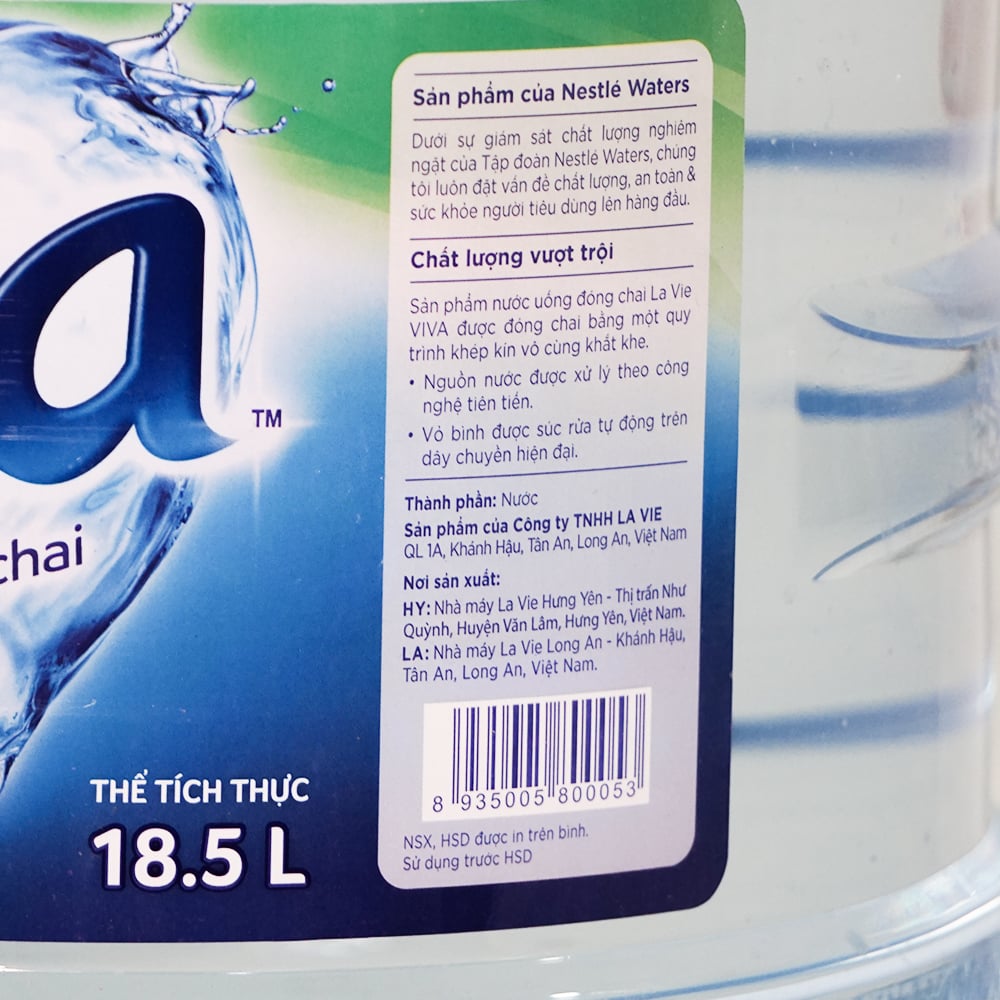 Sản phẩm của Nestlé Waters
Dưới sự giám sát chất lượng nghiêm
ngặt của Tập đoàn Nestlé Waters, chúng
tôi luôn đặt vấn đề chất lượng, an toàn &
sức khỏe người tiêu dùng lên hàng đầu.
Chất lượng vượt trội
Sản phẩm nước uống đóng chai La Vie
VIVA được đóng chai bằng một quy
trình khép kín vô cùng khắt khe.
• Nguồn nước được xử lý theo công
nghệ tiên tiến.
• Vỏ bình được súc rửa tự động trên
dây chuyền hiện đại.
Thành phần: Nước
Sản phẩm của Công ty TNHH LA VIE
QL 1A, Khánh Hậu, Tân An, Long An, Việt Nam
Nơi sản xuất:
HY: Nhà máy La Vie Hưng Yên - Thị trấn Như
Quỳnh, Huyện Văn Lâm, Hưng Yên, Việt Nam.
LA: Nhà máy La Vie Long An - Khánh Hậu,
Tân An, Long An, Việt Nam.
8 935005 800053
NSX, HSD được in trên bình.
Sử dụng trước HSD
a ™
chai
THỂ TÍCH THỰC
18.5 L